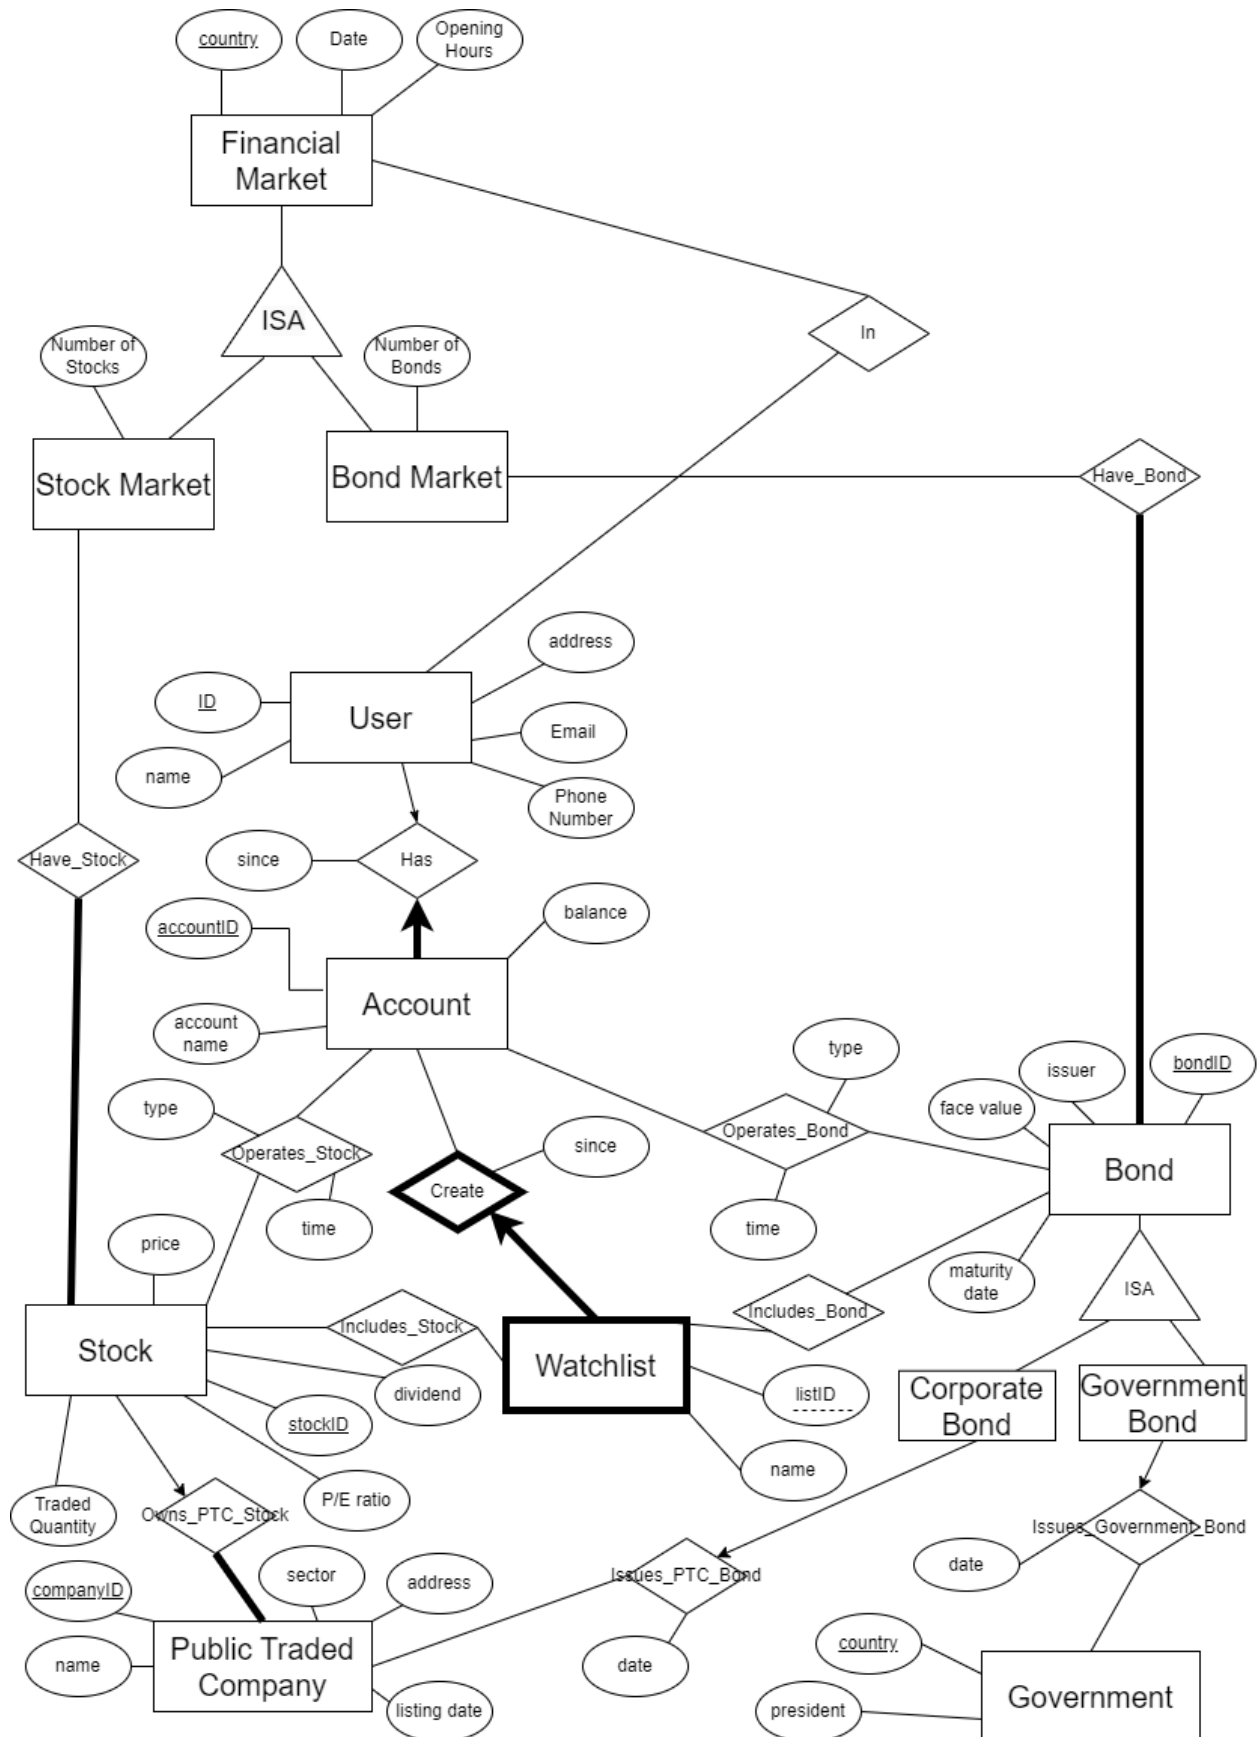 country
Date
Opening
Hours
Financial
Market
ISA
In
Number of
Stocks
Number of
Bonds
Stock Market
Bond Market
Have_Bond
address
ID
User
Email
name
Phone
Number
Have_Stock
since
Has
accountID
balance
Account
account
name
type
issuer
bondID
type
face value
Operates_Stock
since
Operates_Bond
Bond
Create
time
time
price
maturity
date
ISA
Includes_Stock
Includes_Bond
Stock
Watchlist
dividend
listID
Corporate
Bond
Government
Bond
stockID
name
P/E ratio
Traded
Quantity
Owns_PTC_Stock
Issues_Government_Bond
date
sector
address
Issues_PTC_Bond
companyID
country
Public Traded
Company
name
date
Government
listing date
president